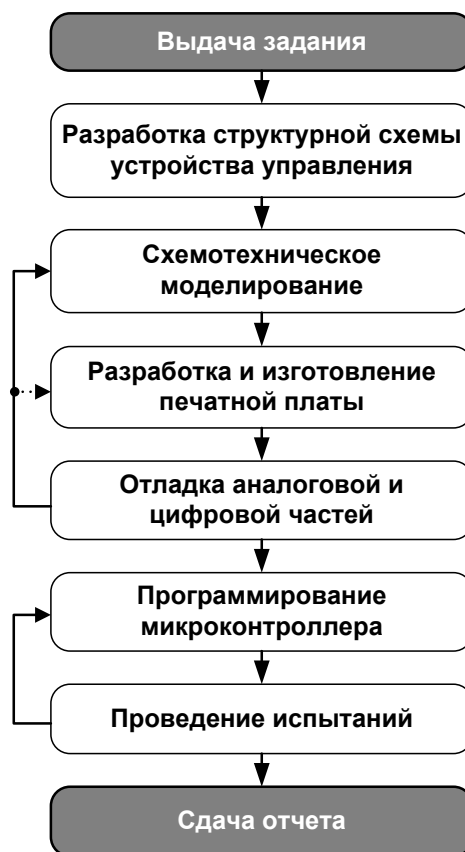 Выдача задания
Разработка структурной схемы
устройства управления
Схемотехническое
моделирование
Разработка и изготовление
печатной платы
Отладка аналоговой и
цифровой частей
Программирование
микроконтроллера
Проведение испытаний
Сдача отчета